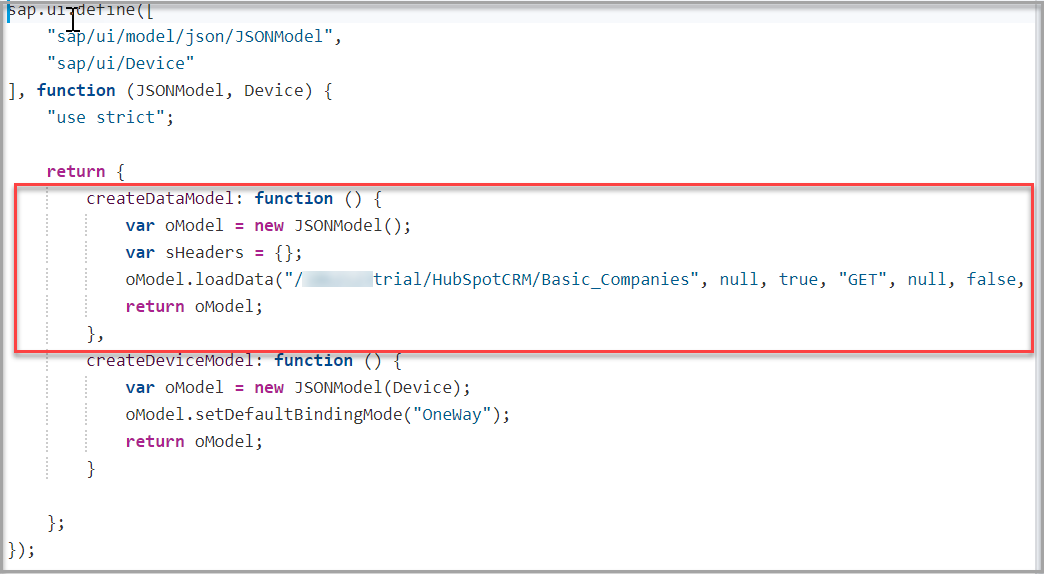 sap.ui.define([
    "sap/ui/model/json/JSONModel",
    "sap/ui/Device"
], function (JSONModel, Device) {
    "use strict";
    return {
        createDataModel: function () {
            var oModel = new JSONModel();
            var sHeaders = {};
            oModel.loadData("/trial/HubSpotCRM/Basic_Companies", null, true, "GET", null, false,
            return oModel;
        },
        createDeviceModel: function () {
            var oModel = new JSONModel(Device);
            oModel.setDefaultBindingMode("OneWay");
            return oModel;
        }
    };
});